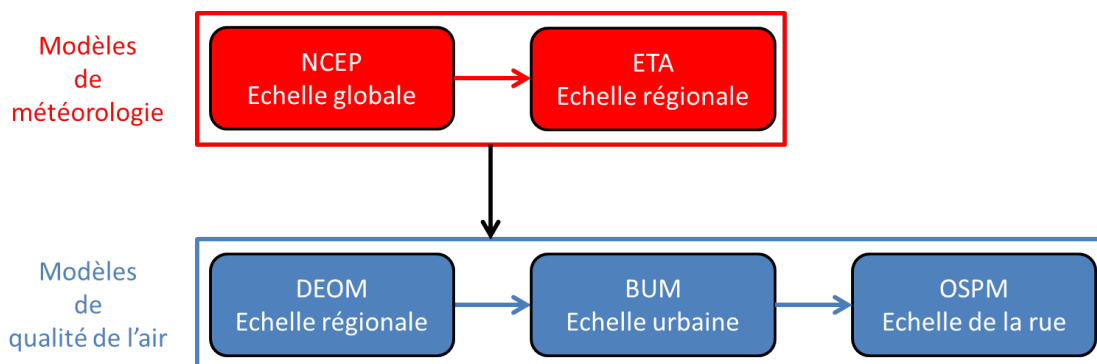 Modèles
de
météorologie
NCEP
Echelle globale
ETA
Echelle régionale
Modèles
de
qualité de l'air
DEOM
Echelle régionale
BUM
Echelle urbaine
OSPM
Echelle de la rue